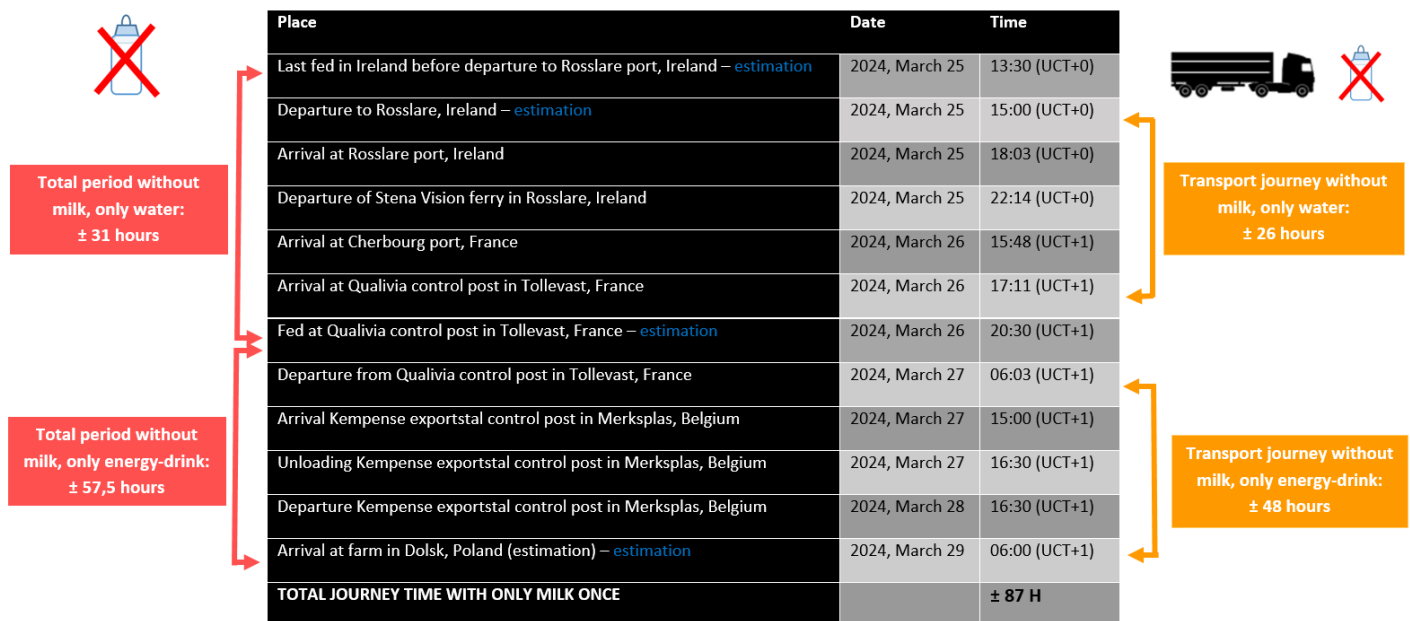 Place Date Time
Last fed in Ireland before departure to Rosslare port, Ireland – estimation 2024, March 25 13:30 (UCT+0)
Departure to Rosslare, Ireland – estimation 2024, March 25 15:00 (UCT+0)
Arrival at Rosslare port, Ireland 2024, March 25 18:03 (UCT+0)
Departure of Stena Vision ferry in Rosslare, Ireland 2024, March 25 22:14 (UCT+0)
Arrival at Cherbourg port, France 2024, March 26 15:48 (UCT+1)
Arrival at Qualivia control post in Tollevast, France 2024, March 26 17:11 (UCT+1)
Fed at Qualivia control post in Tollevast, France – estimation 2024, March 26 20:30 (UCT+1)
Departure from Qualivia control post in Tollevast, France 2024, March 27 06:03 (UCT+1)
Arrival Kempense exportstal control post in Merksplas, Belgium 2024, March 27 15:00 (UCT+1)
Unloading Kempense exportstal control post in Merksplas, Belgium 2024, March 27 16:30 (UCT+1)
Departure Kempense exportstal control post in Merksplas, Belgium 2024, March 28 16:30 (UCT+1)
Arrival at farm in Dolsk, Poland (estimation) – estimation 2024, March 29 06:00 (UCT+1)
TOTAL JOURNEY TIME WITH ONLY MILK ONCE ± 87 H
Total period without
milk, only water:
± 31 hours
Total period without
milk, only energy-drink:
± 57,5 hours
Transport journey without
milk, only water:
± 26 hours
Transport journey without
milk, only energy-drink:
± 48 hours